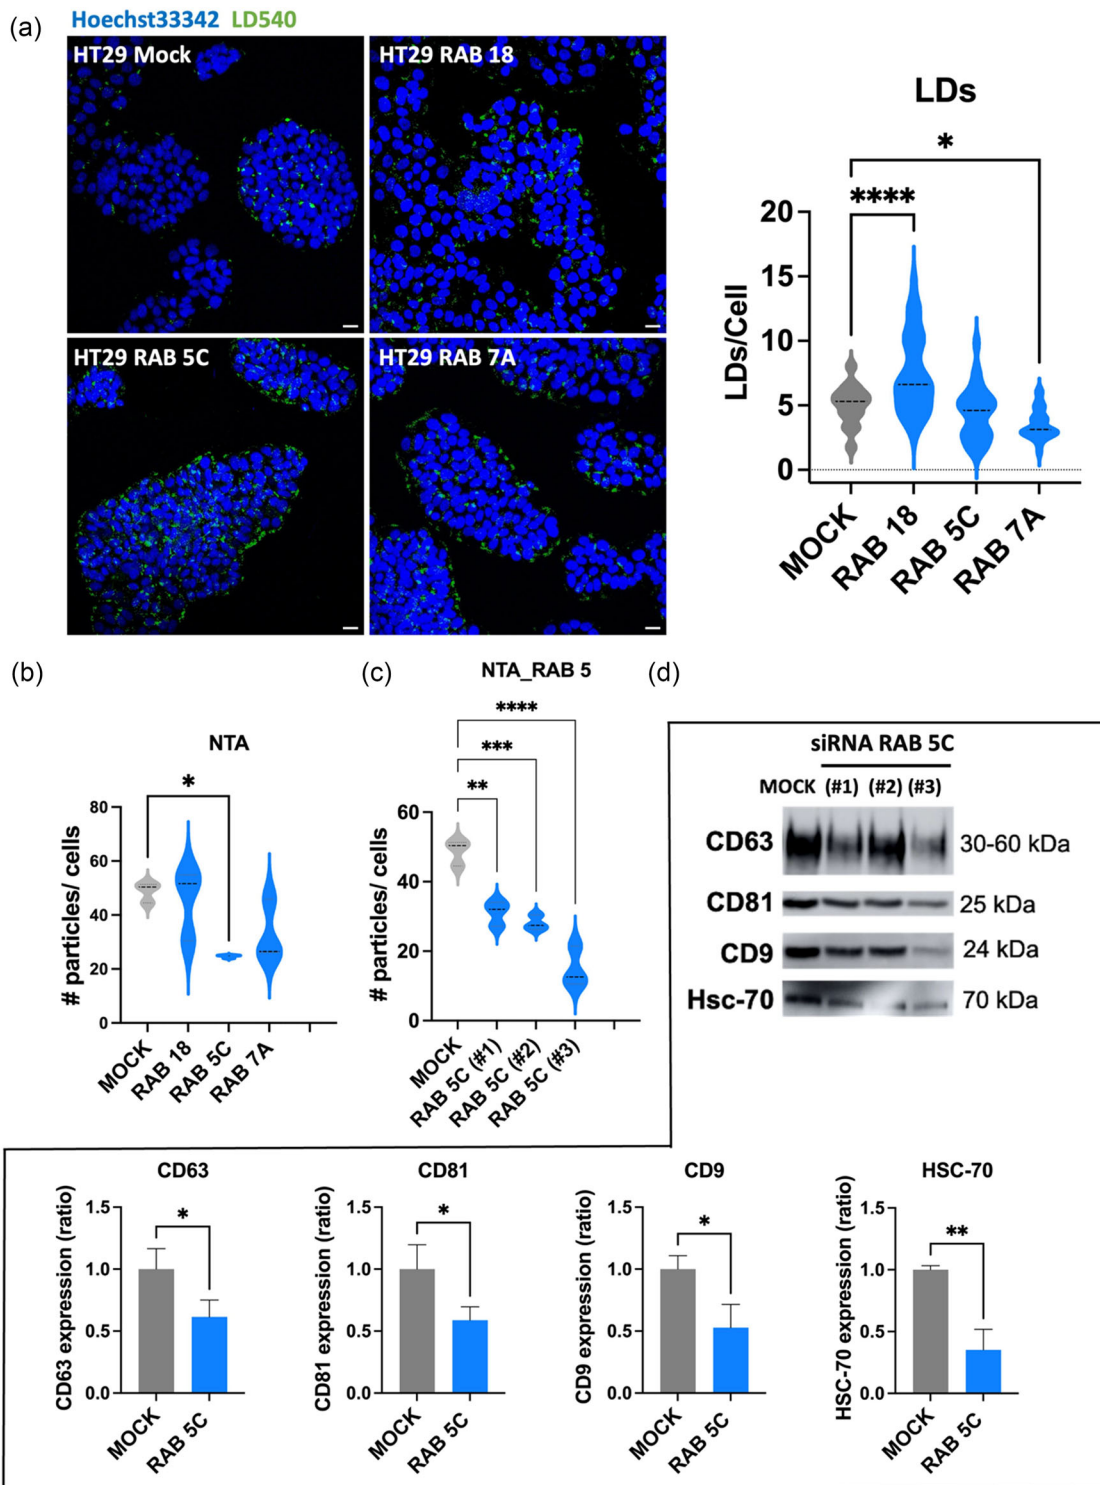 (a)
Hoechst33342 LD540
HT29 Mock
HT29 RAB 18
HT29 RAB 5C
HT29 RAB 7A
LDs
*
****
LDs/Cell
20
15
10
5
0
MOCK
RAB 18
RAB 5C
RAB 7A
(b)
NTA
*
# particles/ cells
80
60
40
20
0
MOCK
RAB 18
RAB 5C
RAB 7A
(c)
NTA_RAB 5
****
***
**
# particles/ cells
60
40
20
0
MOCK
RAB 5C (#1)
RAB 5C (#2)
RAB 5C (#3)
(d)
siRNA RAB 5C
MOCK (#1) (#2) (#3)
CD63 30-60 kDa
CD81 25 kDa
CD9 24 kDa
Hsc-70 70 kDa
CD63
*
CD63 expression (ratio)
1.5
1.0
0.5
0.0
MOCK
RAB 5C
CD81
*
CD81 expression (ratio)
1.5
1.0
0.5
0.0
MOCK
RAB 5C
CD9
*
CD9 expression (ratio)
1.5
1.0
0.5
0.0
MOCK
RAB 5C
HSC-70
**
HSC-70 expression (ratio)
1.5
1.0
0.5
0.0
MOCK
RAB 5C